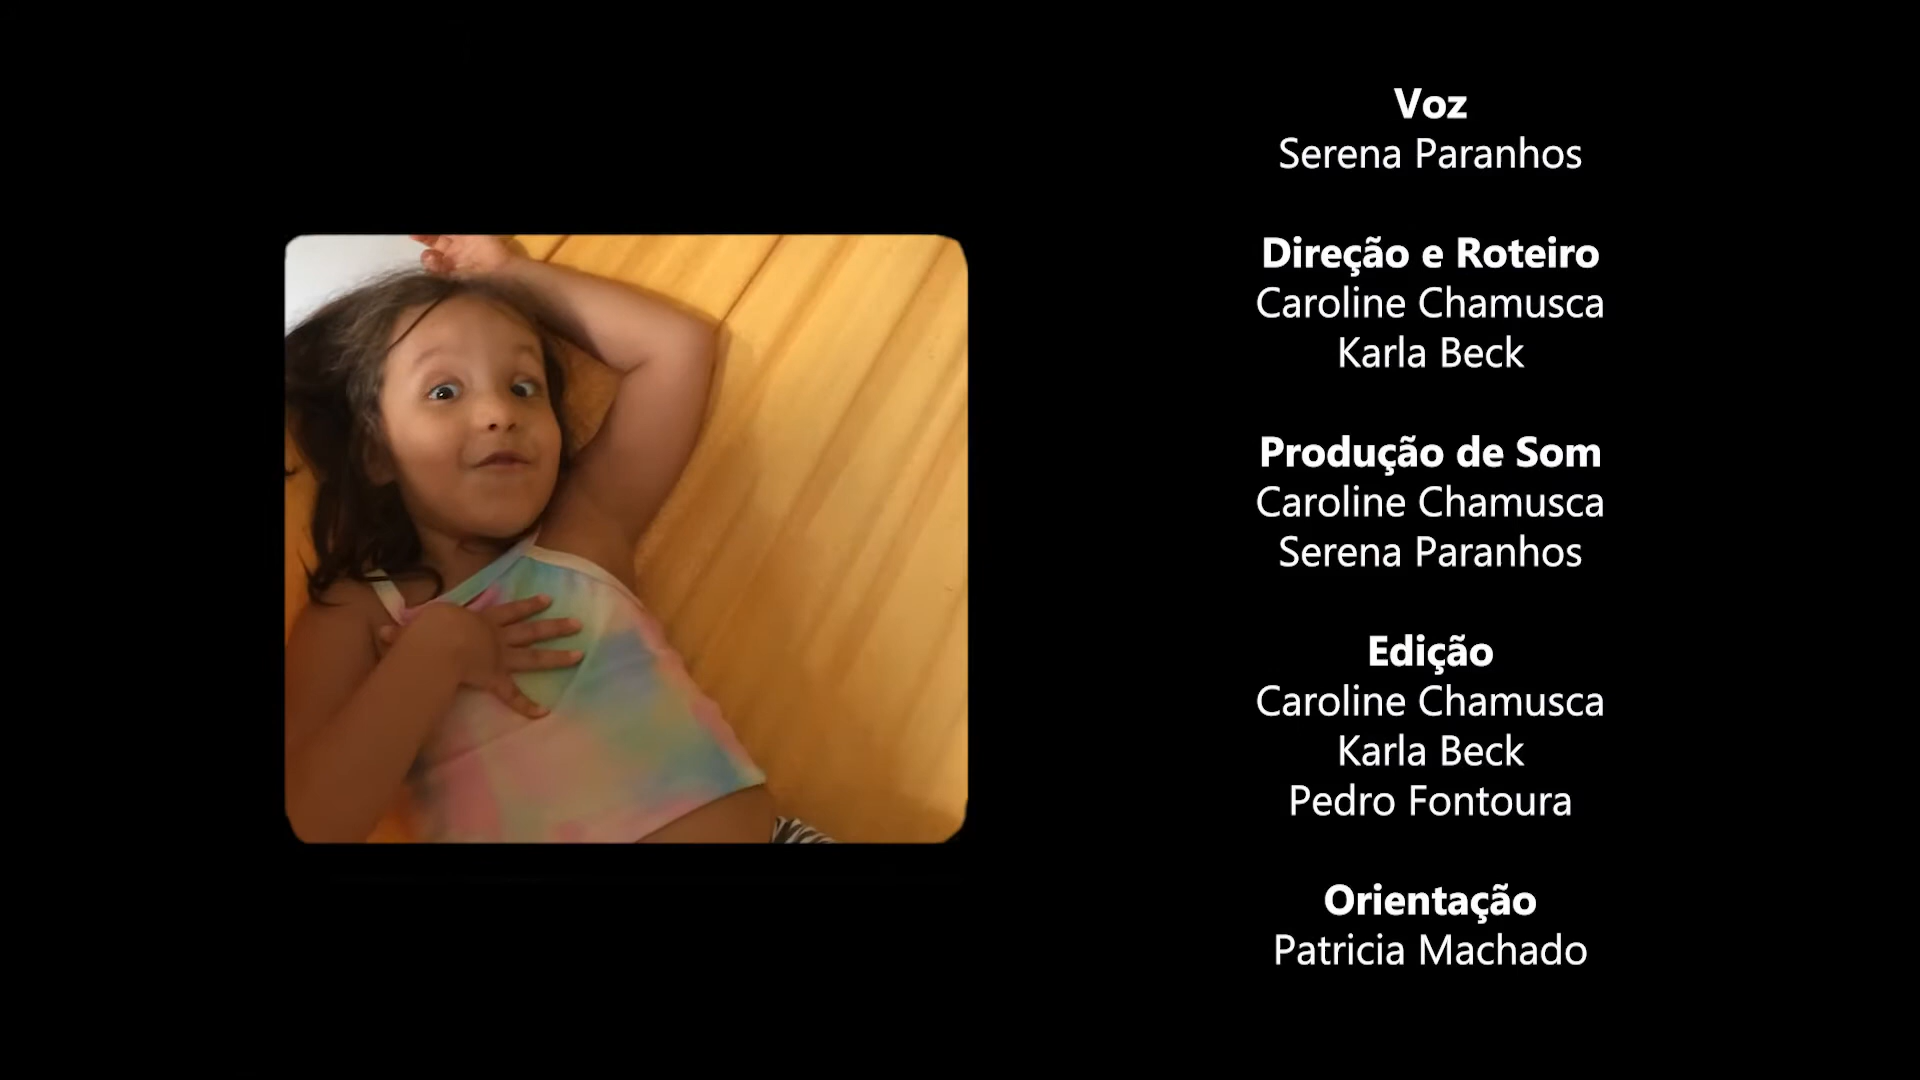 Voz
Serena Paranhos
Direção e Roteiro
Caroline Chamusca
Karla Beck
Produção de Som
Caroline Chamusca
Serena Paranhos
Edição
Caroline Chamusca
Karla Beck
Pedro Fontoura
Orientação
Patricia Machado